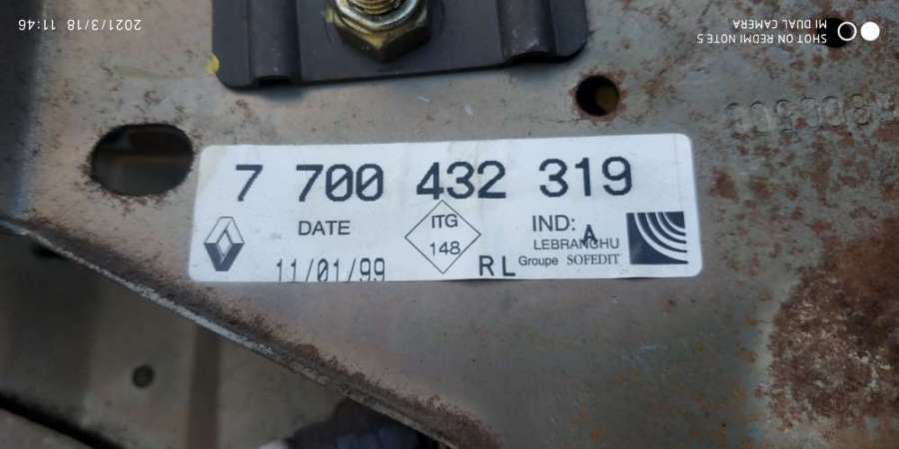 7 700 432 319
DATE
ITG
148
IND: A
LEBRANCHU
Groupe SOFEDIT
11/01/99
RL
SHOT ON REDMI NOTE 5
MI DUAL CAMERA
2021/3/18 11:46